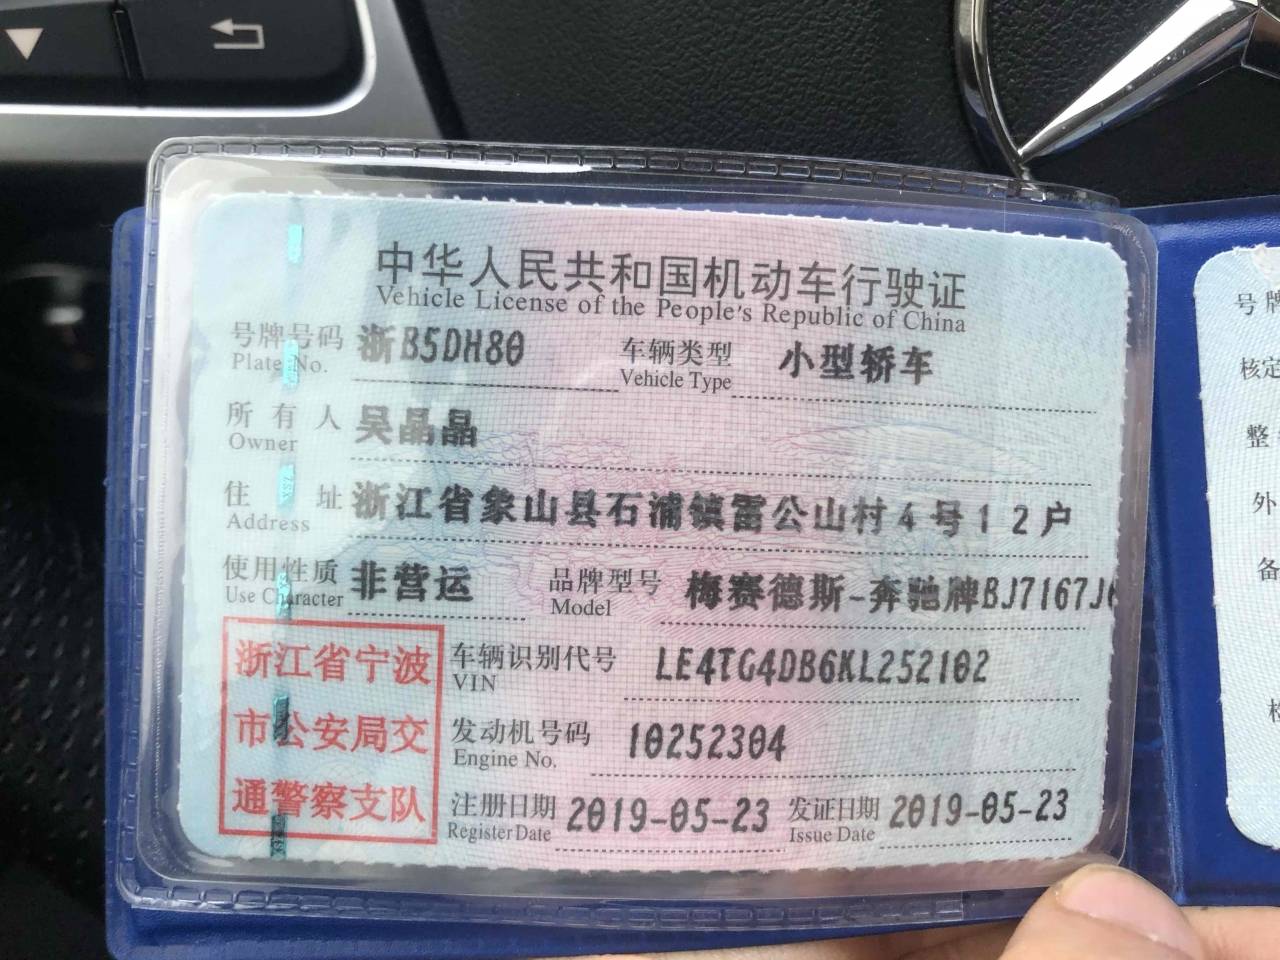 中华人民共和国机动车行驶证
Vehicle License of the People's Republic of China
号牌号码 浙B5DH80 车辆类型 小型轿车
Plate No. Vehicle Type
所有人 吴晶晶
Owner
住址 浙江省象山县石浦镇雷公山村4号12户
Address
使用性质 非营运 品牌型号 梅赛德斯-奔驰牌BJ7167J
Use Character Model
浙江省宁波
市公安局交
通警察支队
车辆识别代号 LE4TG4DB6KL252102
VIN
发动机号码 10252304
Engine No.
注册日期 2019-05-23 发证日期 2019-05-23
Register Date Issue Date
号牌
核定
整
外
备